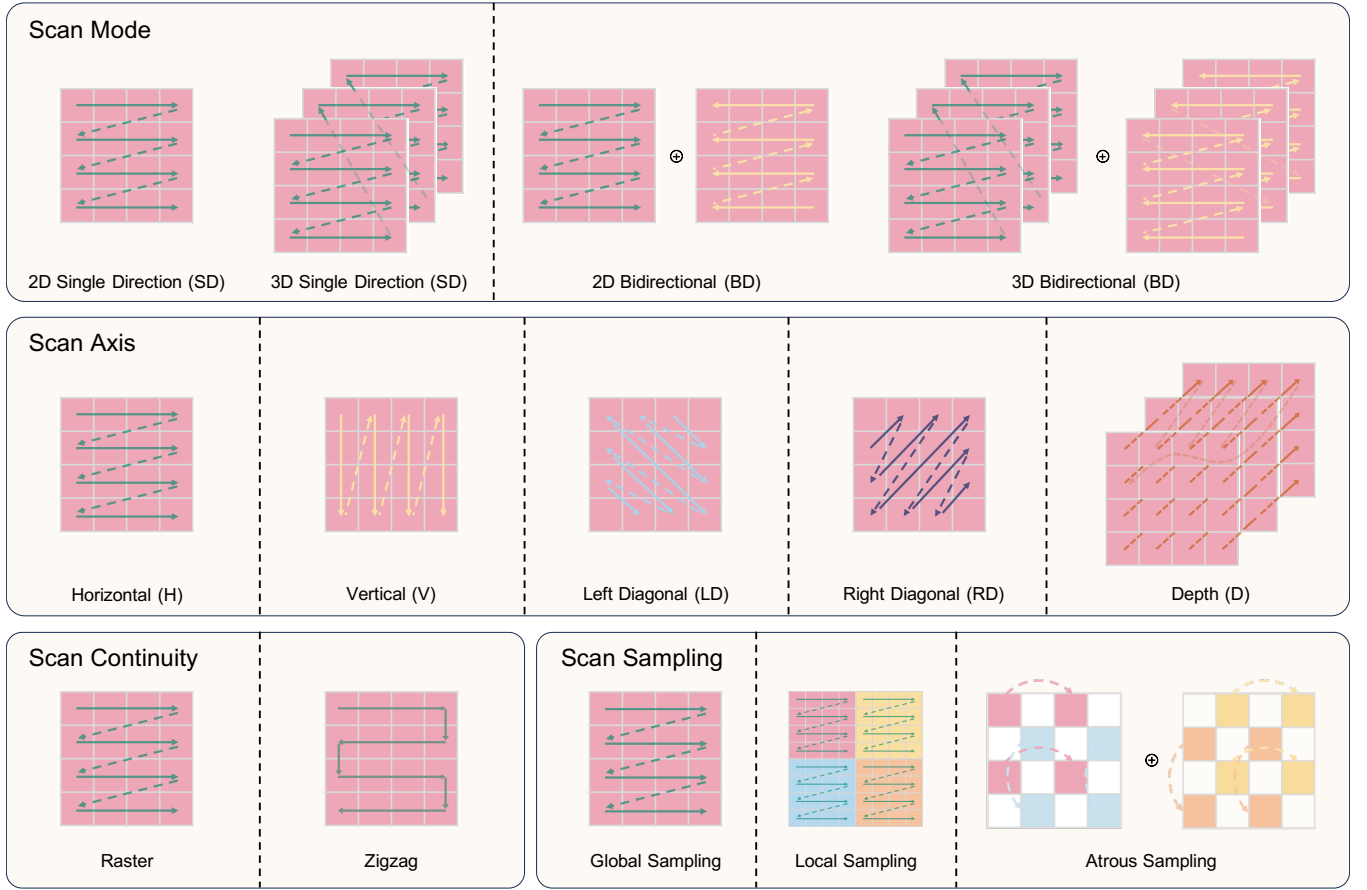 Scan Mode
2D Single Direction (SD)
3D Single Direction (SD)
2D Bidirectional (BD)
3D Bidirectional (BD)
Scan Axis
Horizontal (H)
Vertical (V)
Left Diagonal (LD)
Right Diagonal (RD)
Depth (D)
Scan Continuity
Raster
Zigzag
Scan Sampling
Global Sampling
Local Sampling
Atrous Sampling